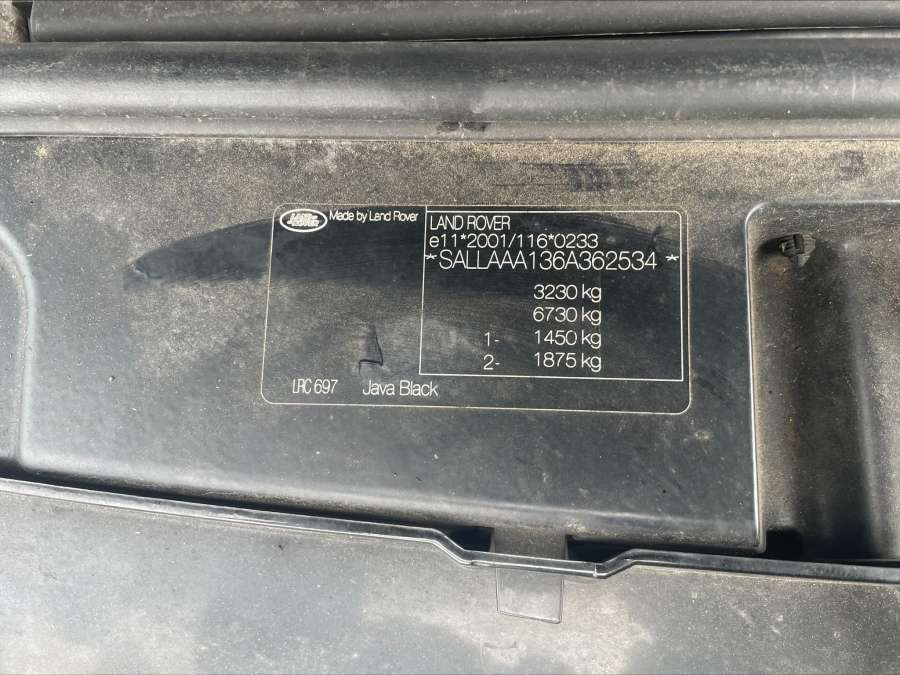 LAND ROVER
Made by Land Rover
LAND ROVER
e11*2001/116*0233
*SALLAAA136A362534 *
3230 kg
6730 kg
1- 1450 kg
2- 1875 kg
LRC 697 Java Black